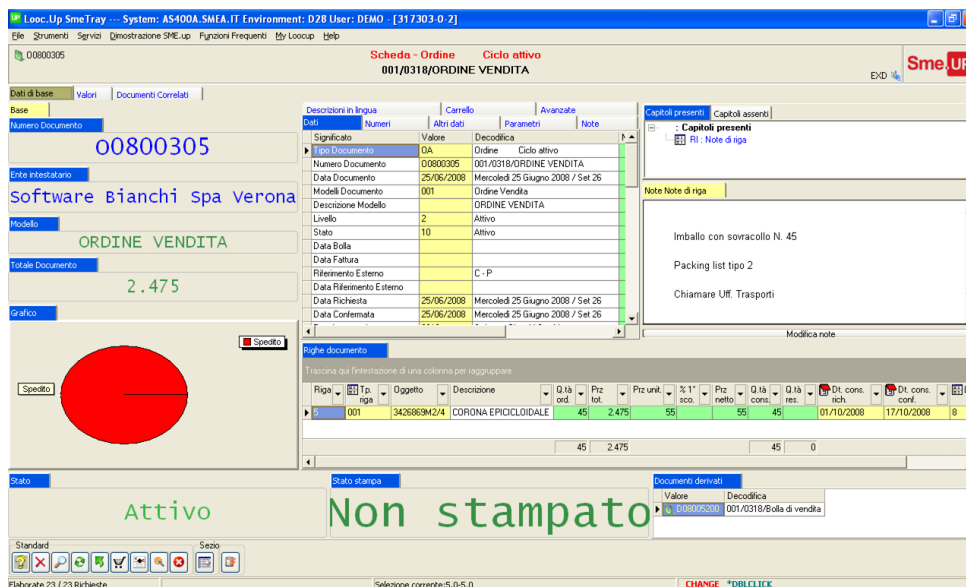 Looc.Up SmeTray --- System: AS400A.SMEA.IT Environment: D28 User: DEMO - [317303-0-2]
File Strumenti Servizi Dimostrazione SME.up Funzioni Frequenti My Loocup Help
O0800305
Scheda - Ordine Ciclo attivo
001/0318/ORDINE VENDITA
EXD
Sme.UP
Dati di base Valori Documenti Correlati
Base
Numero Documento
O0800305
Ente intestatario
Software Bianchi Spa Verona
Modello
ORDINE VENDITA
Totale Documento
2.475
Grafico
Spedito
Spedito
Descrizioni in lingua Carrello Avanzate
Dati Numeri Altri dati Parametri Note
Significato Valore Decodifica
Tipo Documento OA Ordine Ciclo attivo
Numero Documento O0800305 001/0318/ORDINE VENDITA
Data Documento 25/06/2008 Mercoledì 25 Giugno 2008 / Set 26
Modelli Documento 001 Ordine Vendita
Descrizione Modello ORDINE VENDITA
Livello 2 Attivo
Stato 10 Attivo
Data Bolla
Data Fattura
Riferimento Esterno C - P
Data Riferimento Esterno
Data Richiesta 25/06/2008 Mercoledì 25 Giugno 2008 / Set 26
Data Confermata 25/06/2008 Mercoledì 25 Giugno 2008 / Set 26
Capitoli presenti Capitoli assenti
: Capitoli presenti
RI : Note di riga
Note Note di riga
Imballo con sovracollo N. 45
Packing list tipo 2
Chiamare Uff. Trasporti
Modifica note
Righe documento
Trascina qui l'intestazione di una colonna per raggruppare
Riga Tp. riga Oggetto Descrizione Q.tà ord. Prz tot. Prz unit. % 1° sco. Prz netto Q.tà cons. Q.tà res. Dt. cons. rich. Dt. cons. conf.
5 001 3426869M2/4 CORONA EPICICLOIDALE 45 2.475 55 55 45 01/10/2008 17/10/2008 8
45 2.475 45 0
Stato
Attivo
Stato stampa
Non stampato
Documenti derivati
Valore Decodifica
D08005200 001/0318/Bolla di vendita
Standard Sezio
Elaborate 23 / 23 Richieste
Selezione corrente:5,0-5,0
CHANGE *DBLCLICK